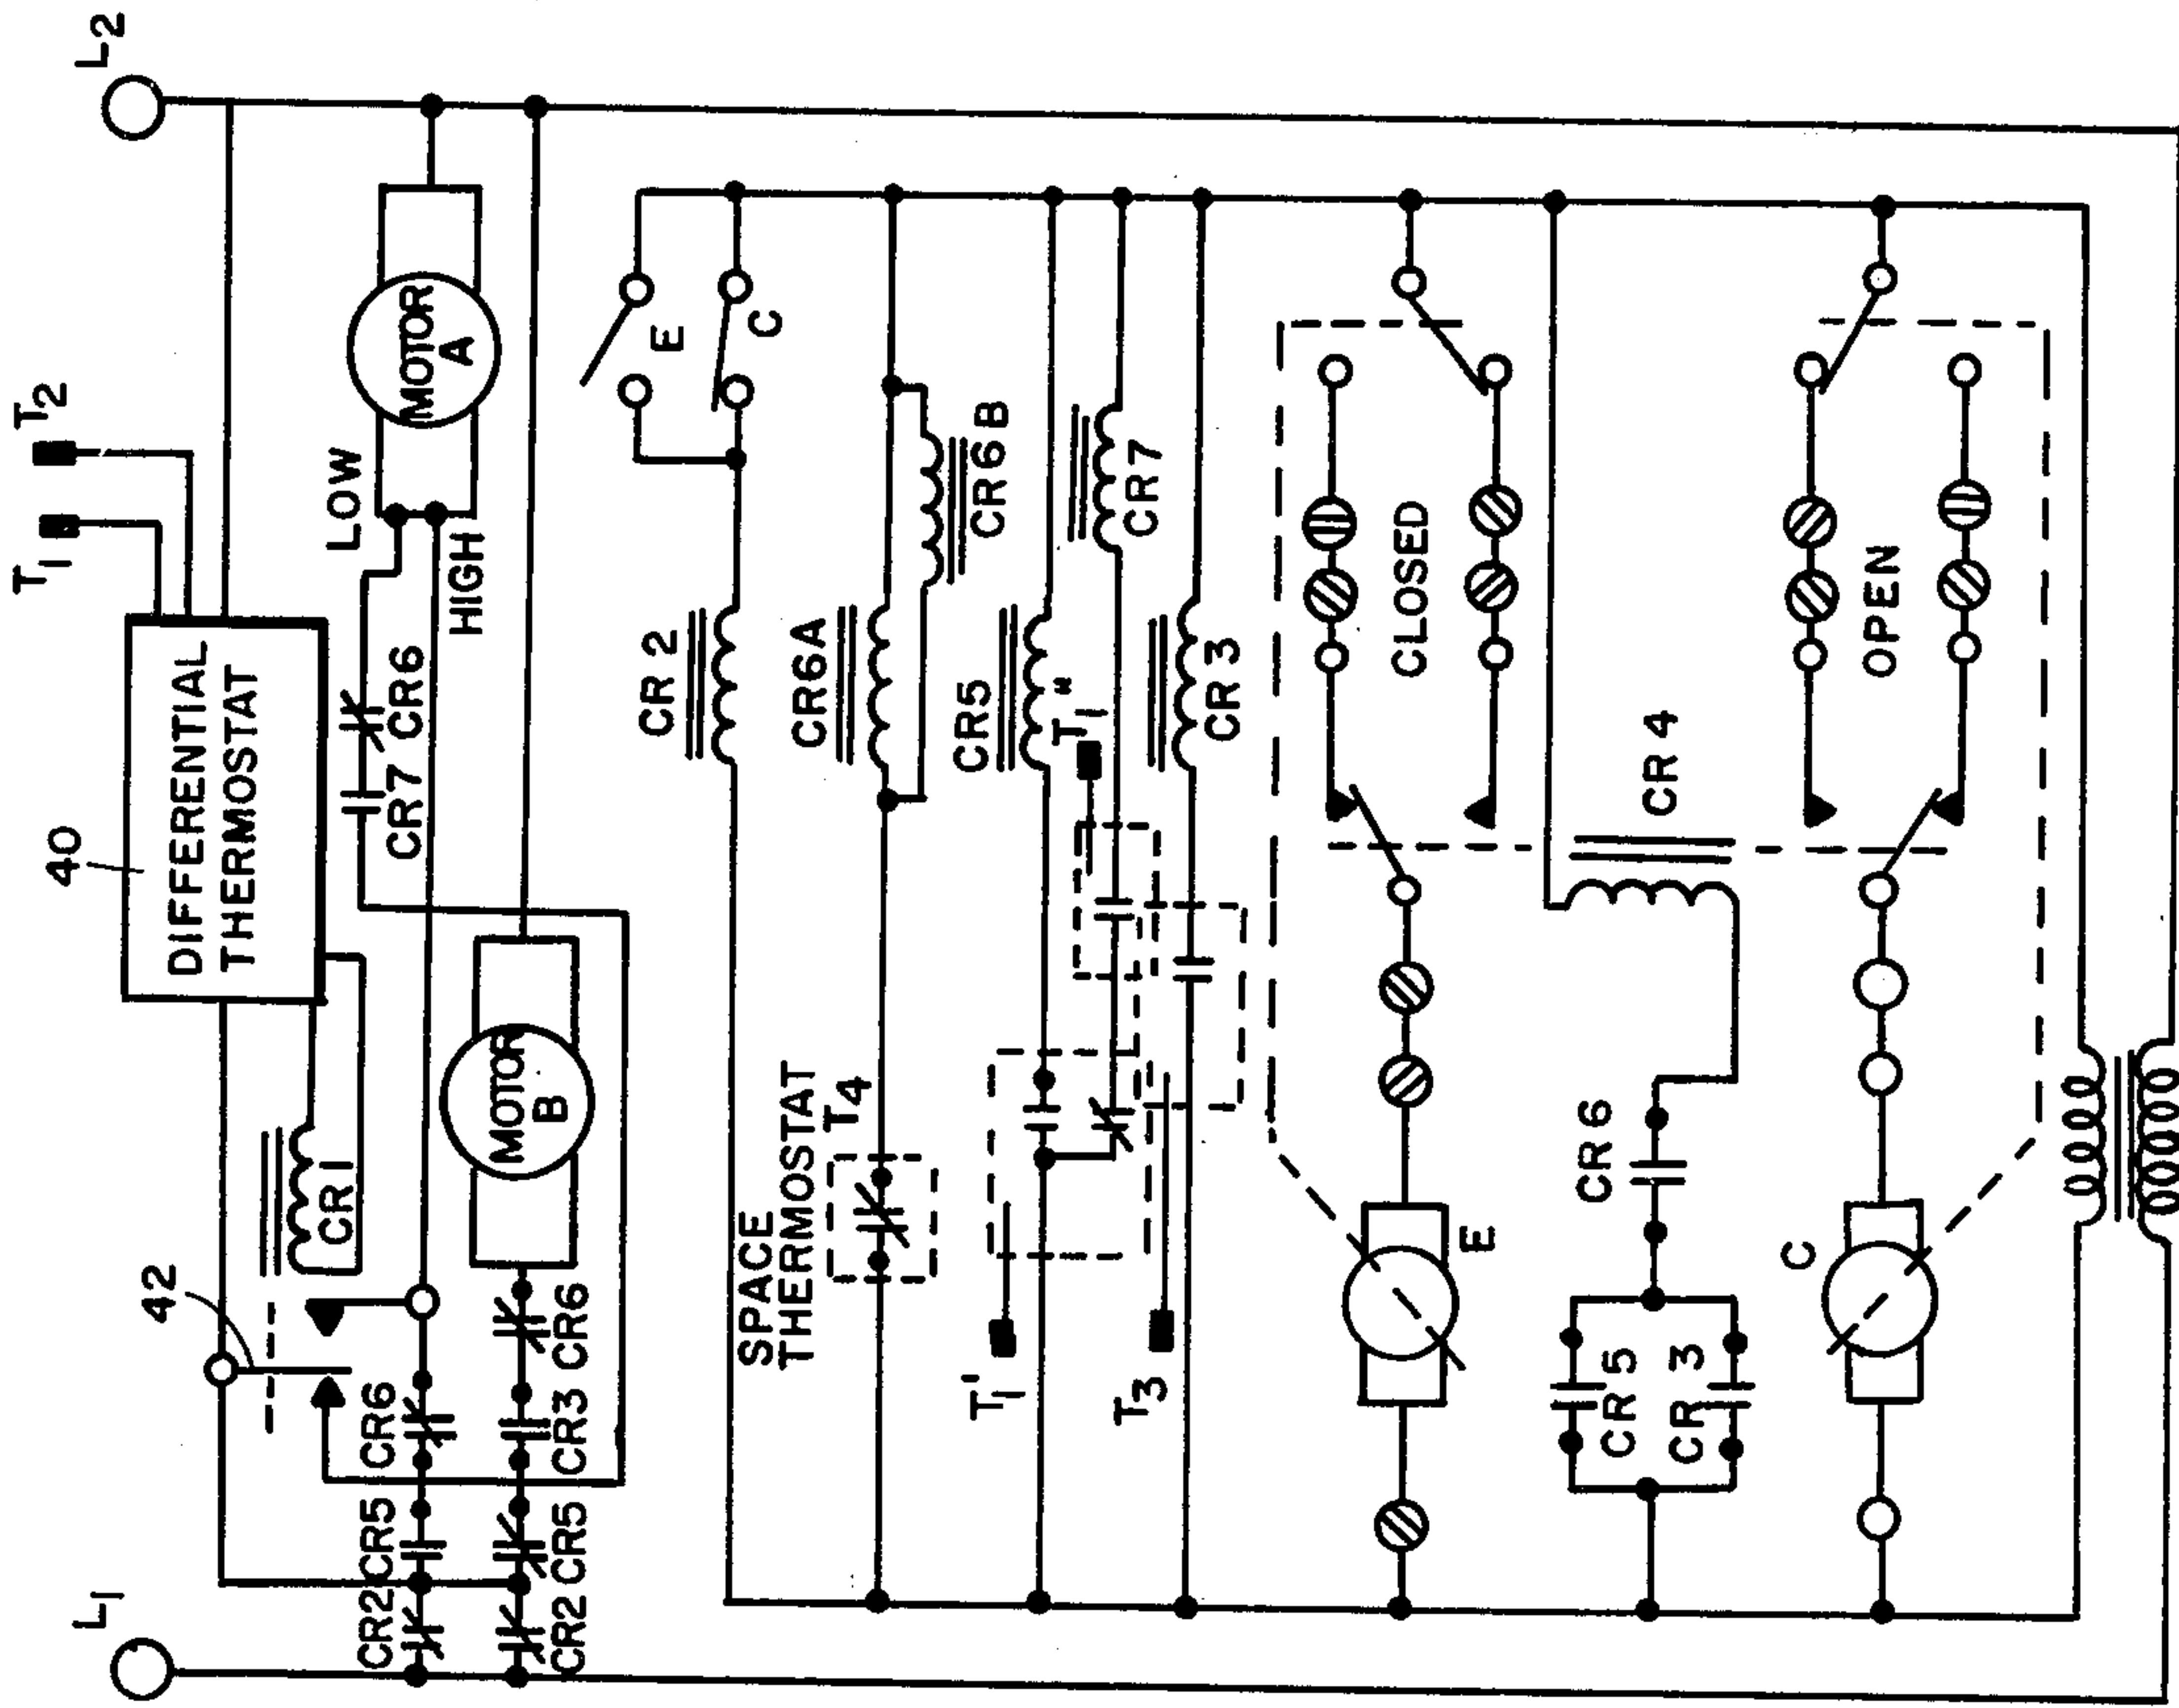 L1
L2
T1
T2
40
DIFFERENTIAL
THERMOSTAT
42
CR1
LOW
HIGH
MOTOR
A
CR7 CR6
MOTOR
B
CR2 CR5 CR6
CR2 CR5 CR3 CR6
E
C
CR2
SPACE
THERMOSTAT
T4
CR6A
CR6B
T1'
CR5
T1"
CR7
T3
CR3
CLOSED
E
CR4
CR6
CR5
CR3
OPEN
C